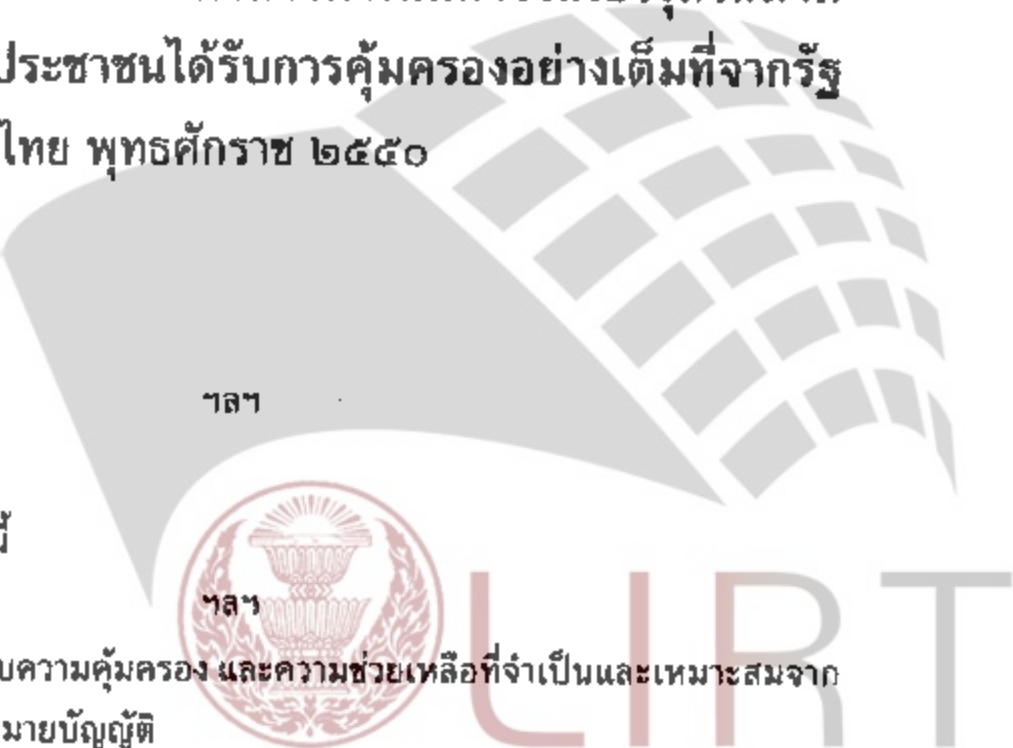 ประชาชนได้รับการคุ้มครองอย่างเต็มที่จากรัฐ
ไทย พุทธศักราช ๒๕๕๐
ฯลฯ
นี้
ฯลฯ
บความคุ้มครอง และความช่วยเหลือที่จำเป็นและเหมาะสมจาก
มายบัญญัติ
LIRT